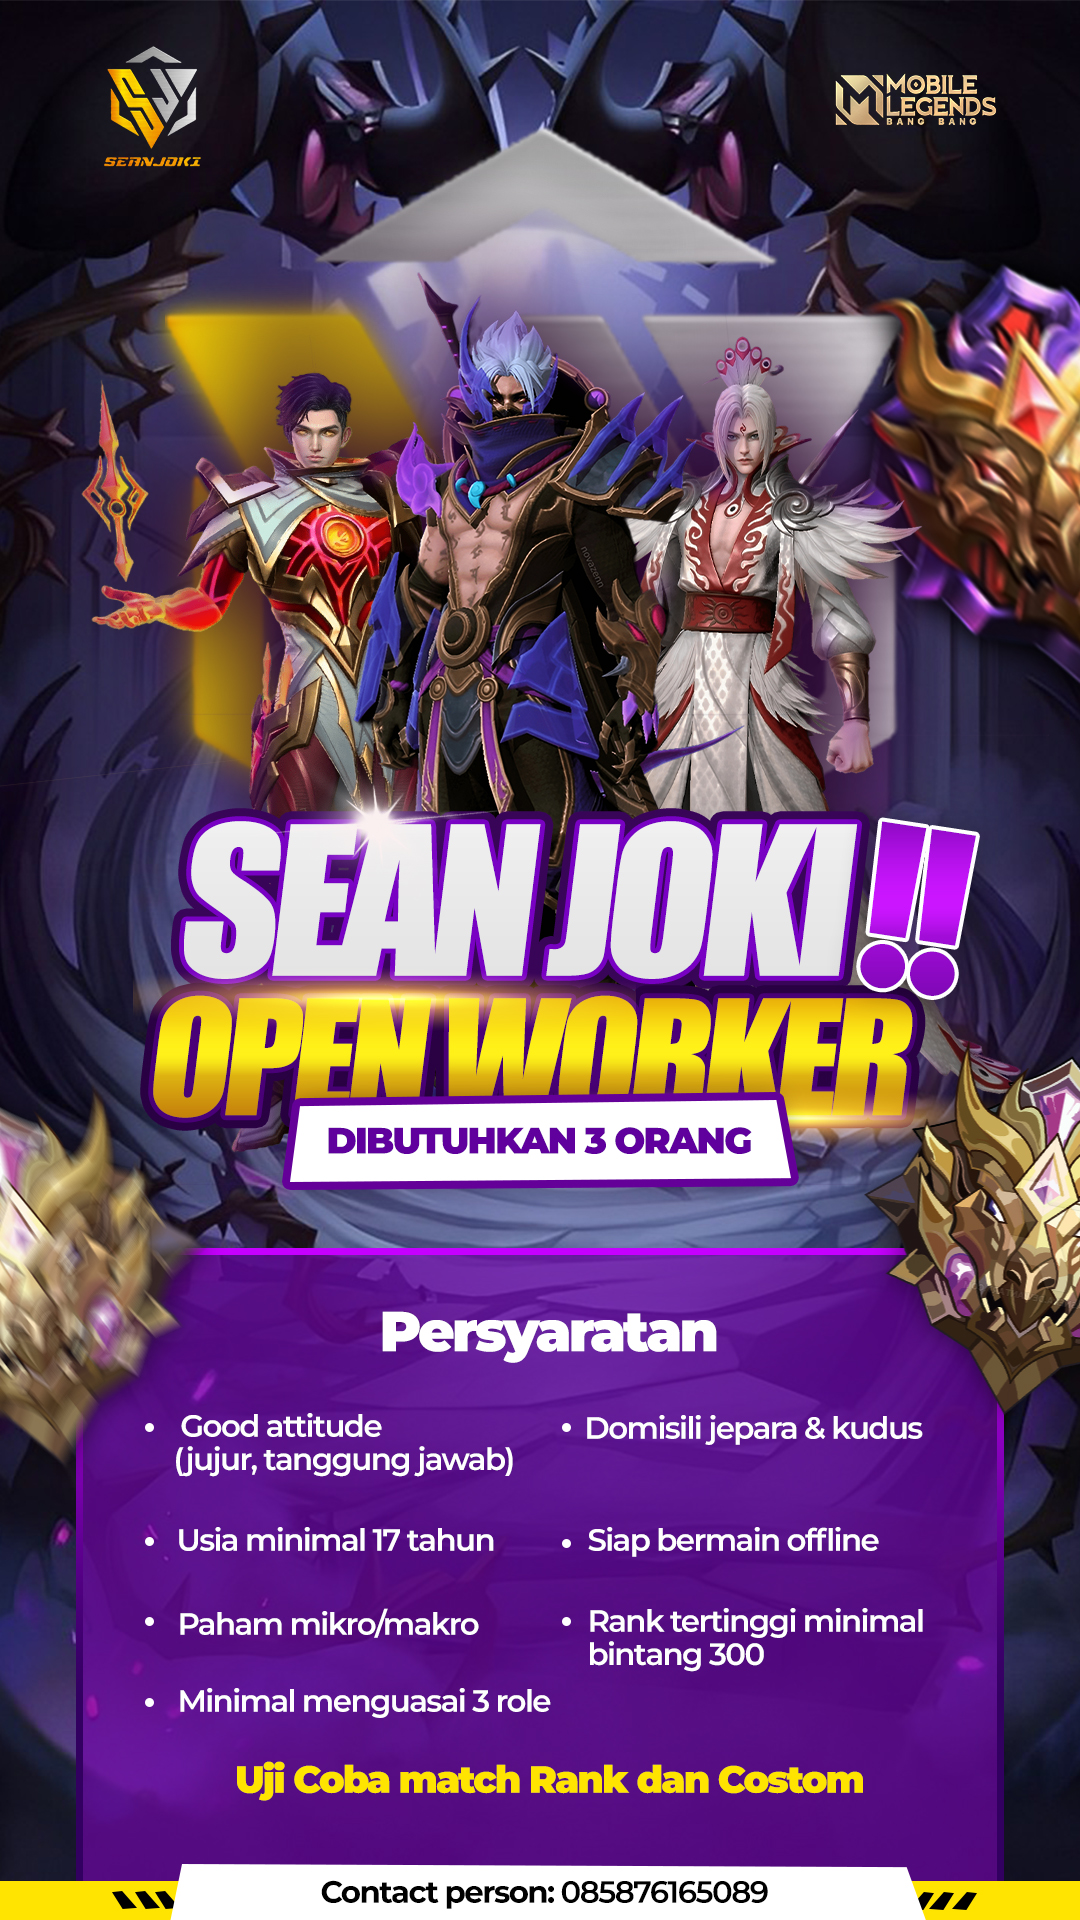 SEANJOKI
MOBILE
LEGENDS
BANG BANG
novazenn
SEAN JOKI!!
OPEN WORKER
DIBUTUHKAN 3 ORANG
Persyaratan
• Good attitude
(jujur, tanggung jawab)
• Usia minimal 17 tahun
• Paham mikro/makro
• Minimal menguasai 3 role
• Domisili jepara & kudus
• Siap bermain offline
• Rank tertinggi minimal
bintang 300
Uji Coba match Rank dan Costom
Contact person: 085876165089